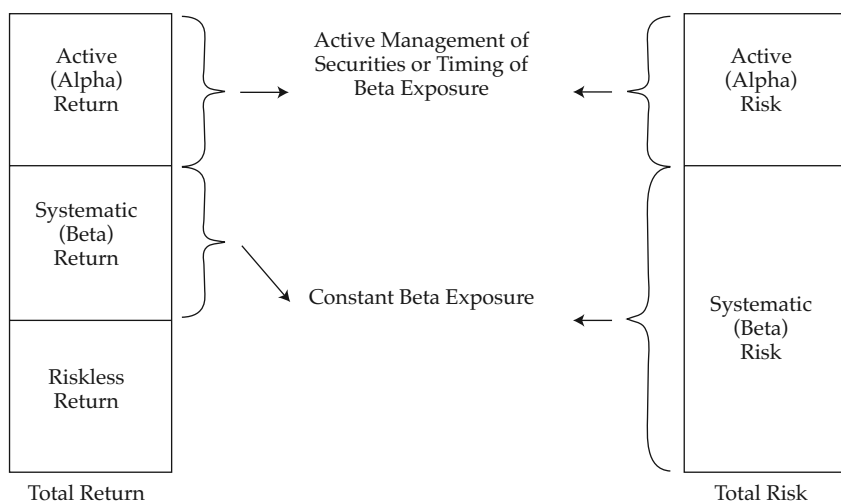 Active
(Alpha)
Return
Systematic
(Beta)
Return
Riskless
Return
Total Return
Active Management of
Securities or Timing of
Beta Exposure
Constant Beta Exposure
Active
(Alpha)
Risk
Systematic
(Beta)
Risk
Total Risk